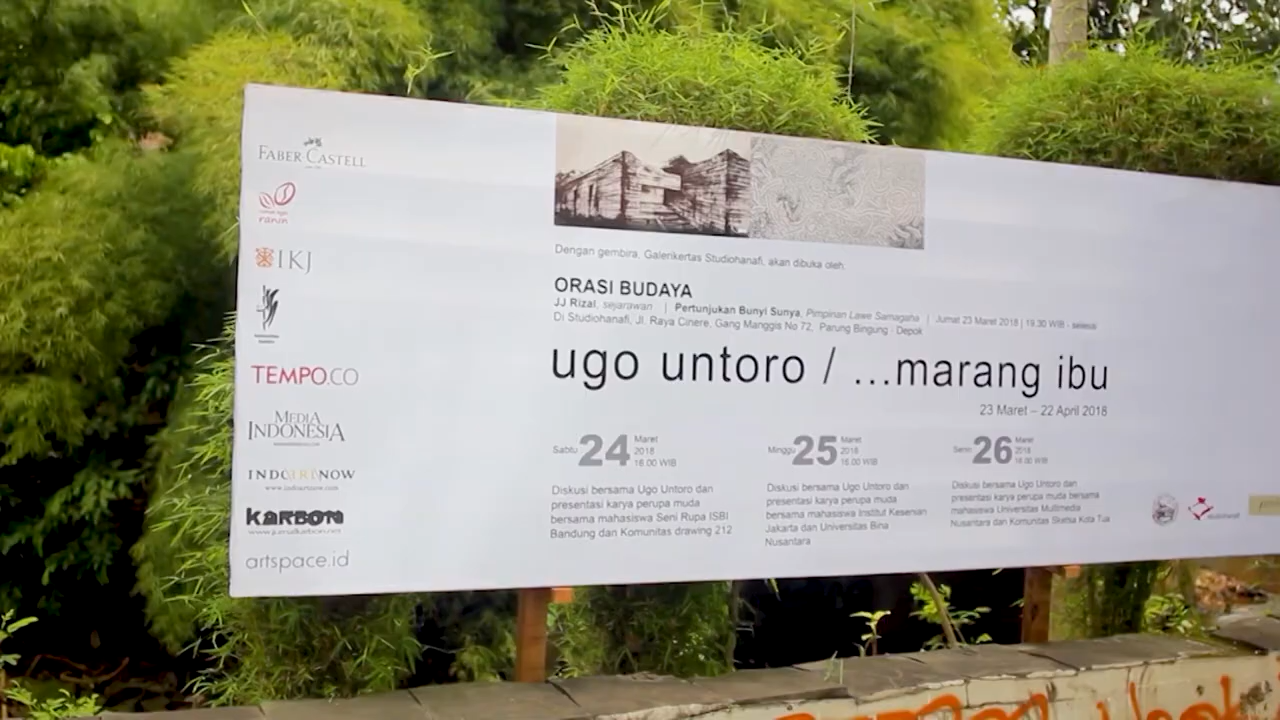 FABER CASTELL
ranin
IKJ
TEMPO.CO
MEDIA
INDONESIA
INDOARTNOW
www.indoartnow.com
karbon
artspace.id
Dengan gembira, Galerikertas Studiohanafi, akan dibuka oleh:
ORASI BUDAYA
JJ Rizal, sejarawan | Pertunjukan Bunyi Sunya, Pimpinan Lawe Samagaha | Jumat 23 Maret 2018 | 19.30 WIB - selesai
Di Studiohanafi, Jl. Raya Cinere, Gang Manggis No 72, Parung Bingung - Depok
ugo untoro / ...marang ibu
23 Maret – 22 April 2018
Sabtu 24 Maret 2018 16.00 WIB
Diskusi bersama Ugo Untoro dan
presentasi karya perupa muda
bersama mahasiswa Seni Rupa ISBI
Bandung dan Komunitas drawing 212
Minggu 25 Maret 2018 16.00 WIB
Diskusi bersama Ugo Untoro dan
presentasi karya perupa muda
bersama mahasiswa Institut Kesenian
Jakarta dan Universitas Bina
Nusantara
Senin 26 Maret 2018 16.00 WIB
Diskusi bersama Ugo Untoro dan
presentasi karya perupa muda bersama
mahasiswa Universitas Multimedia
Nusantara dan Komunitas Sketsa Kota Tua